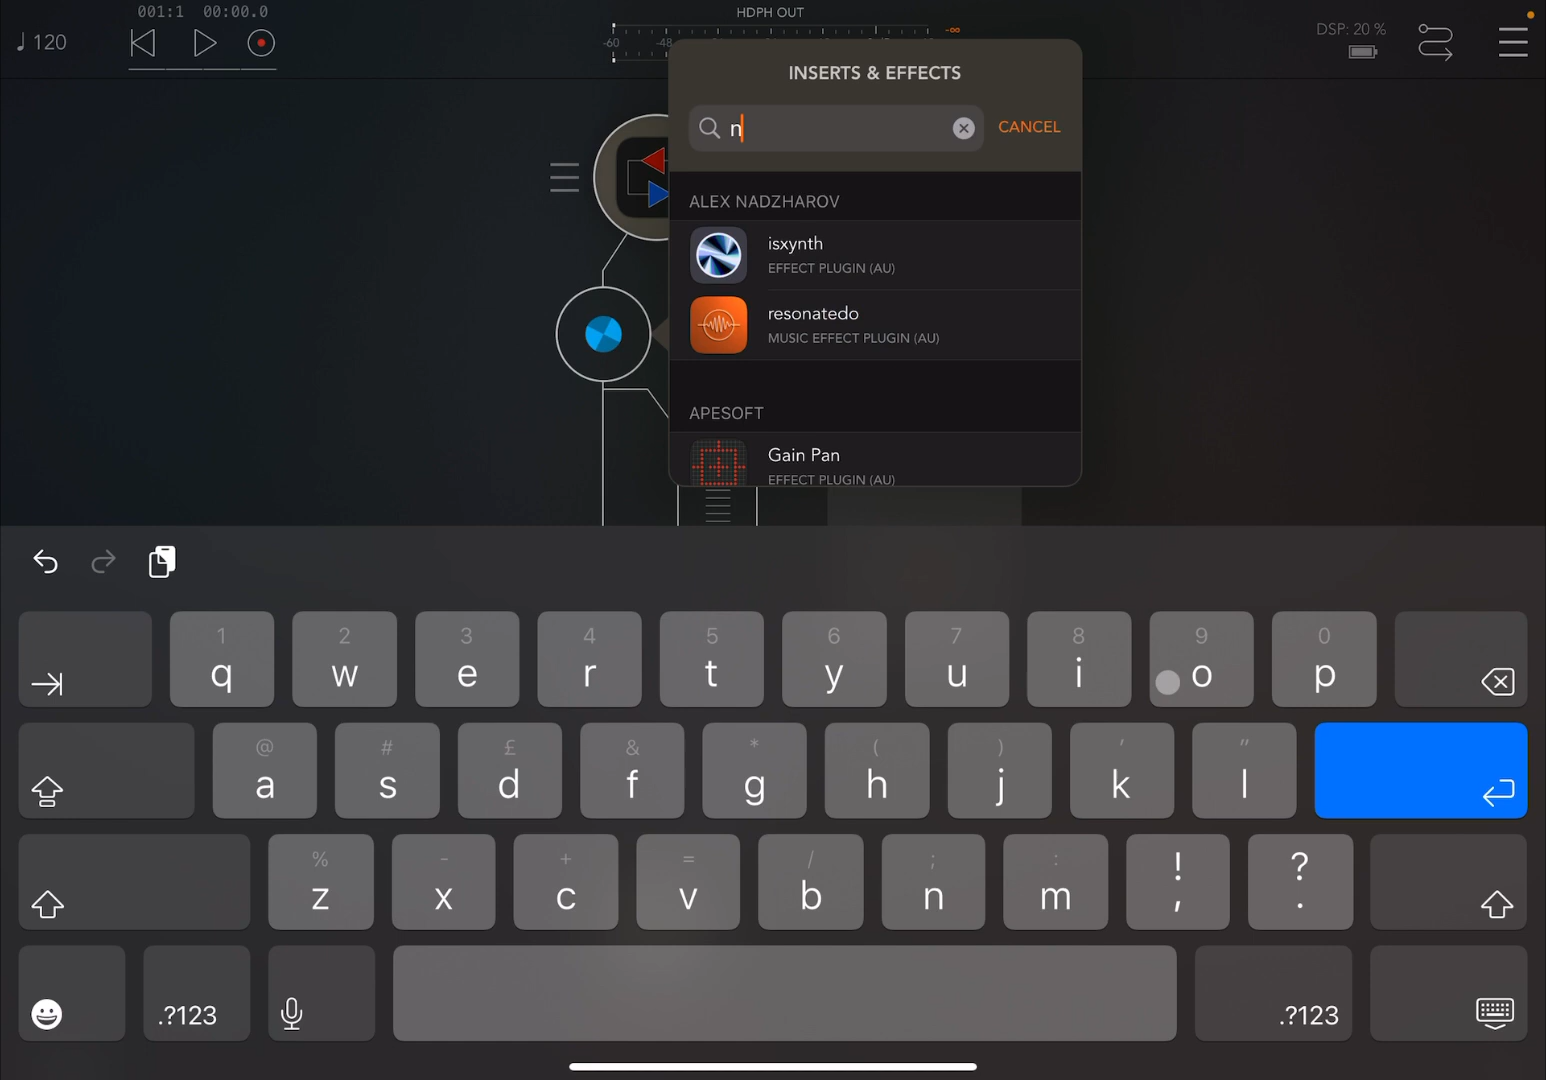 001:1 00:00.0
♩ 120
HDPH OUT
-∞
-60 -48
DSP: 20 %
INSERTS & EFFECTS
n
CANCEL
ALEX NADZHAROV
isxynth
EFFECT PLUGIN (AU)
resonatedo
MUSIC EFFECT PLUGIN (AU)
APESOFT
Gain Pan
EFFECT PLUGIN (AU)
1 2 3 4 5 6 7 8 9 0
q w e r t y u i o p
@ # £ & * ( ) ' "
a s d f g h j k l
% - + = / ; : ! ?
z x c v b n m , .
.?123 .?123